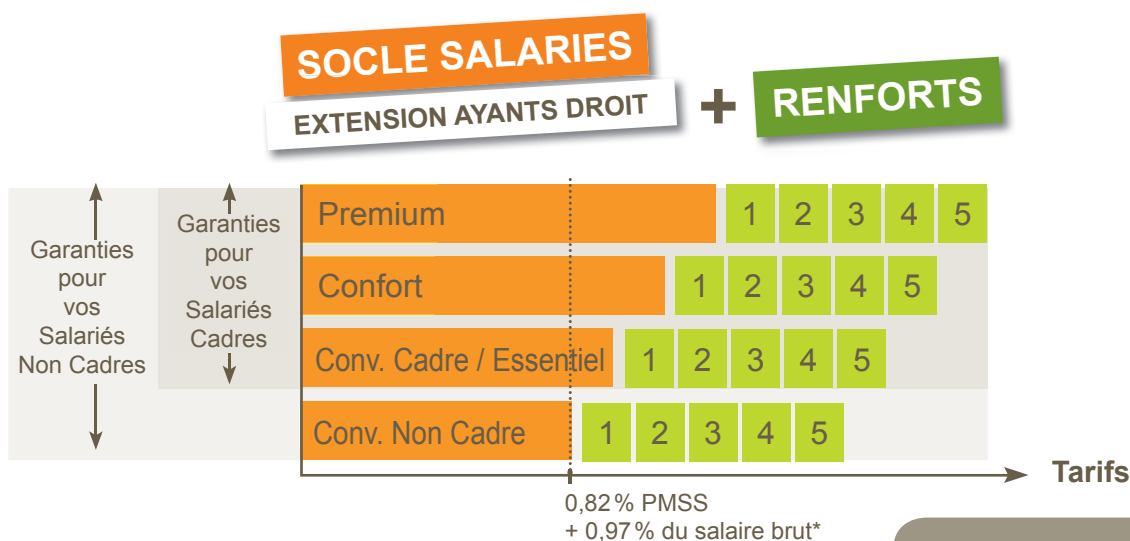 SOCLE SALARIES
EXTENSION AYANTS DROIT
+
RENFORTS
Garanties
pour
vos
Salariés
Non Cadres
Garanties
pour
vos
Salariés
Cadres
Premium
1 2 3 4 5
Confort
1 2 3 4 5
Conv. Cadre / Essentiel
1 2 3 4 5
Conv. Non Cadre
1 2 3 4 5
Tarifs
0,82 % PMSS
+ 0,97 % du salaire brut*